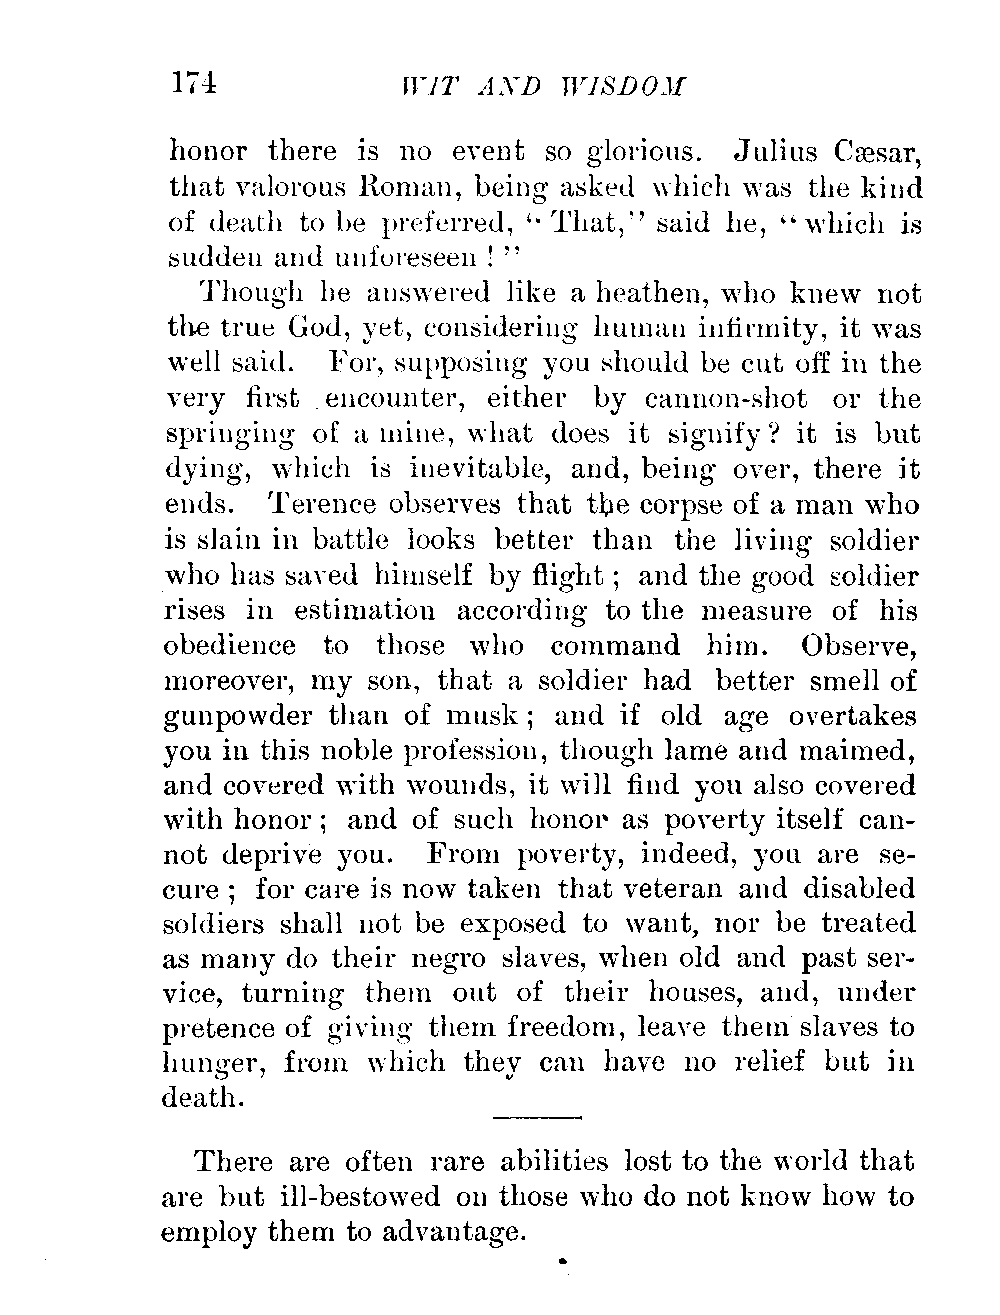 174 WIT AND WISDOM
honor there is no event so glorious. Julius Cæsar,
that valorous Roman, being asked which was the kind
of death to be preferred, “That,” said he, “which is
sudden and unforeseen!”
Though he answered like a heathen, who knew not
the true God, yet, considering human infirmity, it was
well said. For, supposing you should be cut off in the
very first encounter, either by cannon-shot or the
springing of a mine, what does it signify? it is but
dying, which is inevitable, and, being over, there it
ends. Terence observes that the corpse of a man who
is slain in battle looks better than the living soldier
who has saved himself by flight; and the good soldier
rises in estimation according to the measure of his
obedience to those who command him. Observe,
moreover, my son, that a soldier had better smell of
gunpowder than of musk; and if old age overtakes
you in this noble profession, though lame and maimed,
and covered with wounds, it will find you also covered
with honor; and of such honor as poverty itself can-
not deprive you. From poverty, indeed, you are se-
cure; for care is now taken that veteran and disabled
soldiers shall not be exposed to want, nor be treated
as many do their negro slaves, when old and past ser-
vice, turning them out of their houses, and, under
pretence of giving them freedom, leave them slaves to
hunger, from which they can have no relief but in
death.
There are often rare abilities lost to the world that
are but ill-bestowed on those who do not know how to
employ them to advantage.